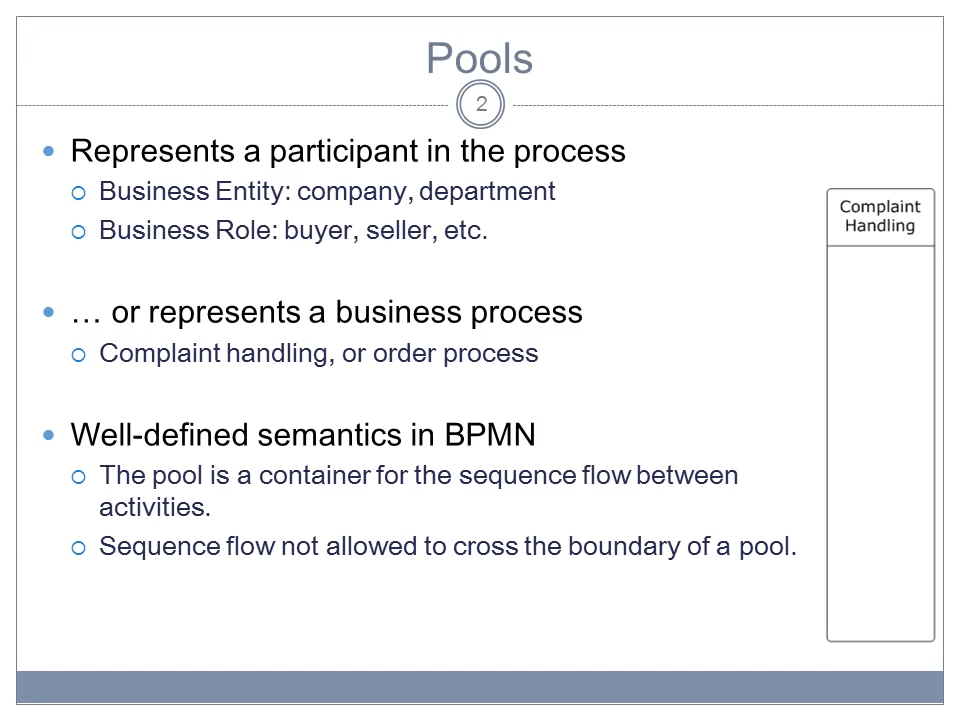 Pools
2
Represents a participant in the process
Business Entity: company, department
Business Role: buyer, seller, etc.
… or represents a business process
Complaint handling, or order process
Well-defined semantics in BPMN
The pool is a container for the sequence flow between
activities.
Sequence flow not allowed to cross the boundary of a pool.
Complaint
Handling